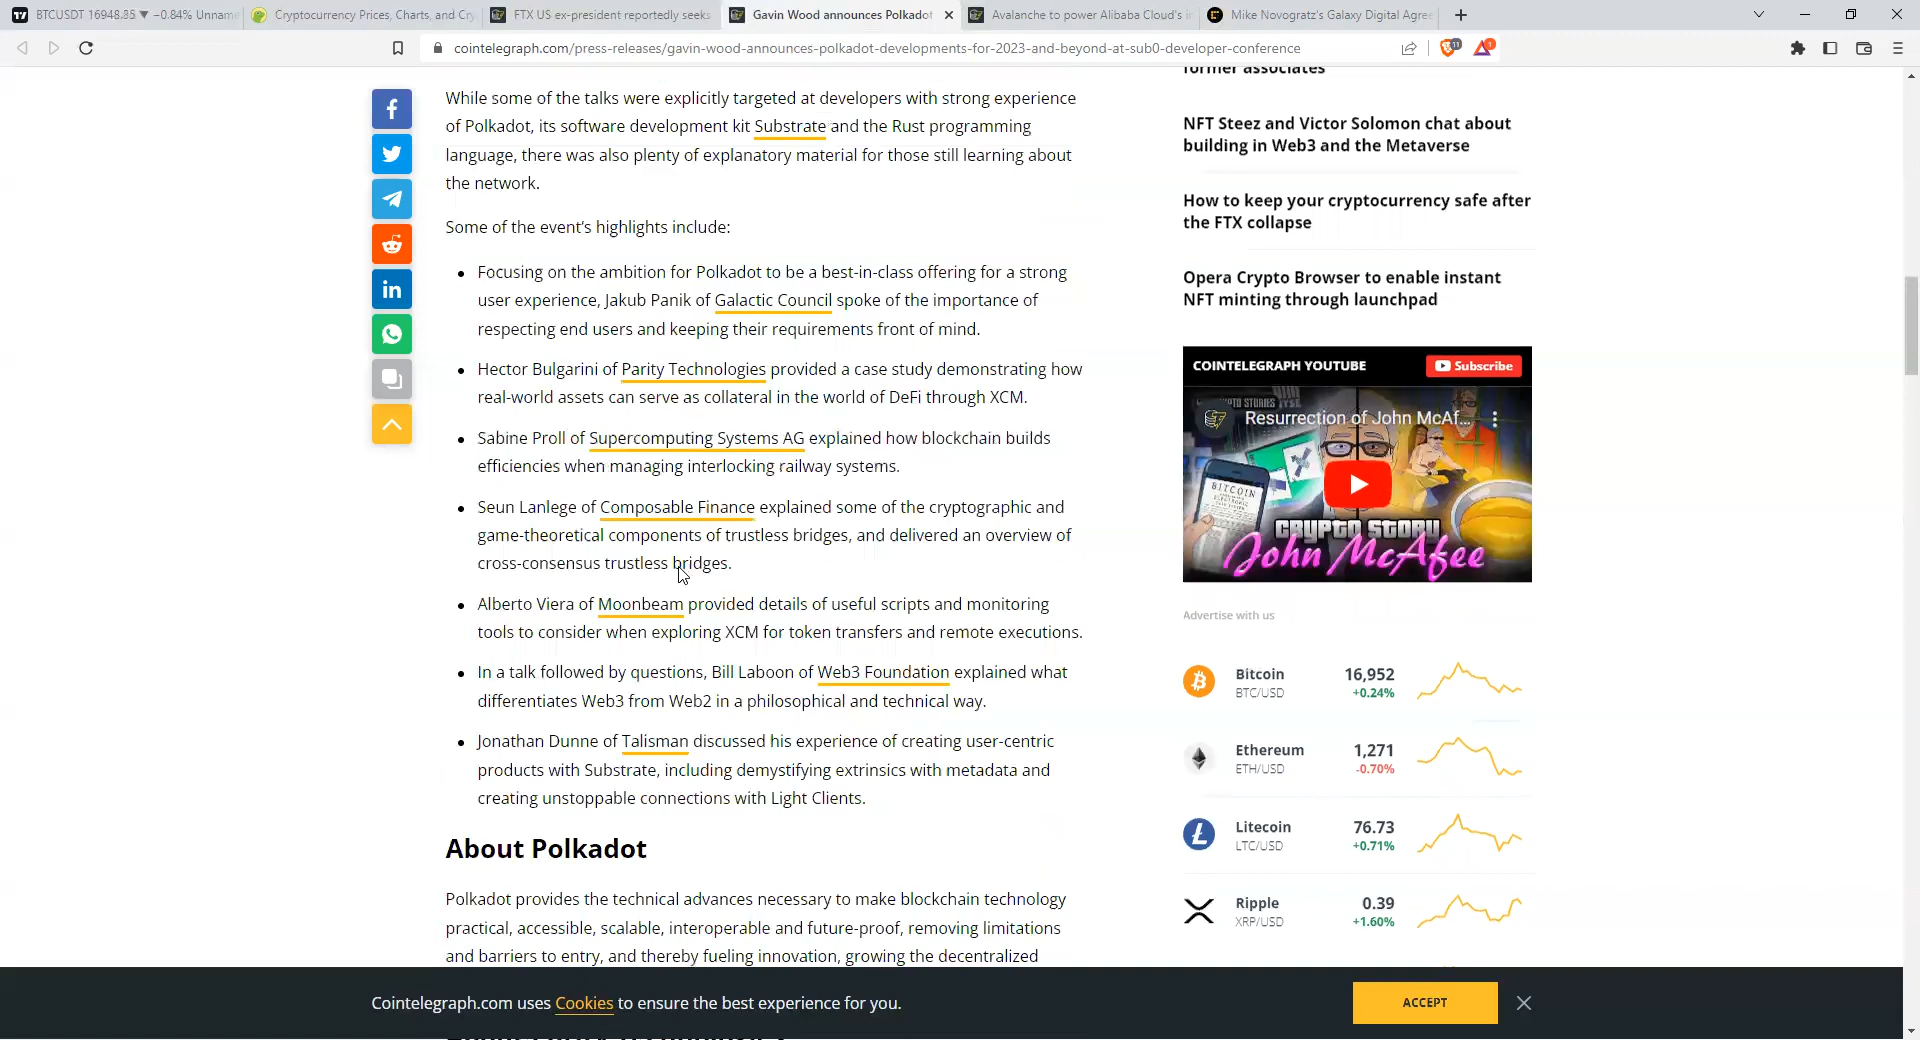 BTCUSDT 16948.85 ▼ −0.84% Unname
Cryptocurrency Prices, Charts, and Cry
FTX US ex-president reportedly seeks
Gavin Wood announces Polkadot
Avalanche to power Alibaba Cloud's i
Mike Novogratz's Galaxy Digital Agre
cointelegraph.com/press-releases/gavin-wood-announces-polkadot-developments-for-2023-and-beyond-at-sub0-developer-conference
11
1
While some of the talks were explicitly targeted at developers with strong experience
of Polkadot, its software development kit Substrate and the Rust programming
language, there was also plenty of explanatory material for those still learning about
the network.
Some of the event's highlights include:
• Focusing on the ambition for Polkadot to be a best-in-class offering for a strong
user experience, Jakub Panik of Galactic Council spoke of the importance of
respecting end users and keeping their requirements front of mind.
• Hector Bulgarini of Parity Technologies provided a case study demonstrating how
real-world assets can serve as collateral in the world of DeFi through XCM.
• Sabine Proll of Supercomputing Systems AG explained how blockchain builds
efficiencies when managing interlocking railway systems.
• Seun Lanlege of Composable Finance explained some of the cryptographic and
game-theoretical components of trustless bridges, and delivered an overview of
cross-consensus trustless bridges.
• Alberto Viera of Moonbeam provided details of useful scripts and monitoring
tools to consider when exploring XCM for token transfers and remote executions.
• In a talk followed by questions, Bill Laboon of Web3 Foundation explained what
differentiates Web3 from Web2 in a philosophical and technical way.
• Jonathan Dunne of Talisman discussed his experience of creating user-centric
products with Substrate, including demystifying extrinsics with metadata and
creating unstoppable connections with Light Clients.
About Polkadot
Polkadot provides the technical advances necessary to make blockchain technology
practical, accessible, scalable, interoperable and future-proof, removing limitations
and barriers to entry, and thereby fueling innovation, growing the decentralized
former associates
NFT Steez and Victor Solomon chat about
building in Web3 and the Metaverse
How to keep your cryptocurrency safe after
the FTX collapse
Opera Crypto Browser to enable instant
NFT minting through launchpad
COINTELEGRAPH YOUTUBE
Subscribe
Resurrection of John McAf...
BITCOIN
CRYPTO STORY
John McAfee
Advertise with us
Bitcoin 16,952
BTC/USD +0.24%
Ethereum 1,271
ETH/USD -0.70%
Litecoin 76.73
LTC/USD +0.71%
Ripple 0.39
XRP/USD +1.60%
Cointelegraph.com uses Cookies to ensure the best experience for you.
ACCEPT